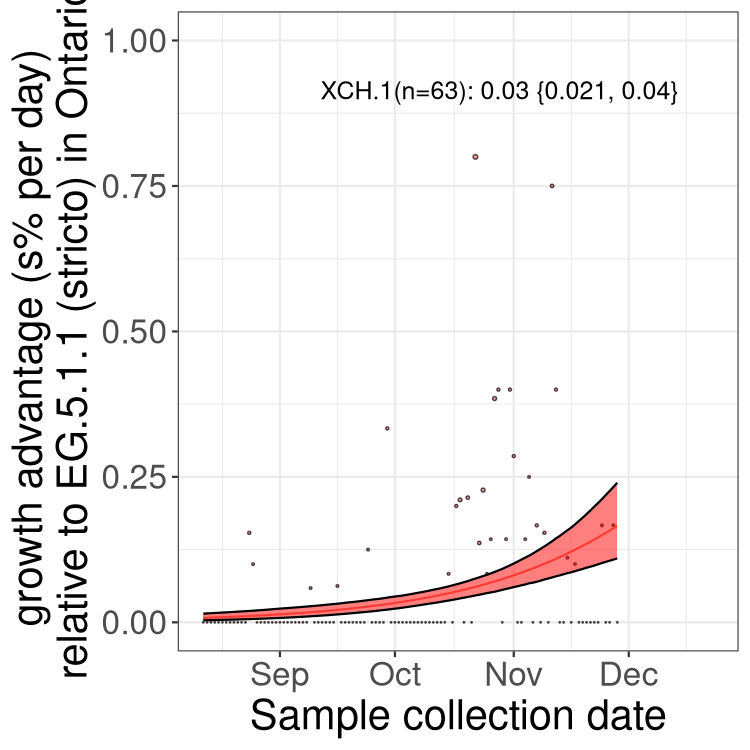 growth advantage (s% per day)
relative to EG.5.1.1 (stricto) in Ontario
1.00
0.75
0.50
0.25
0.00
XCH.1(n=63): 0.03 {0.021, 0.04}
Sep Oct Nov Dec
Sample collection date